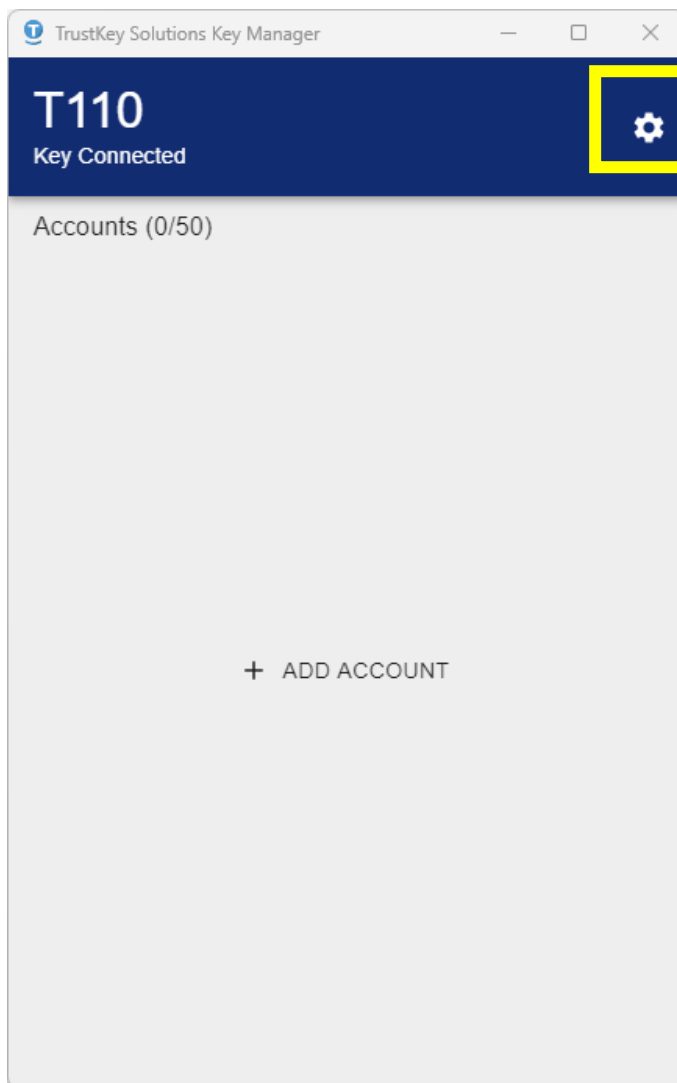 TrustKey Solutions Key Manager
T110
Key Connected
Accounts (0/50)
+ ADD ACCOUNT